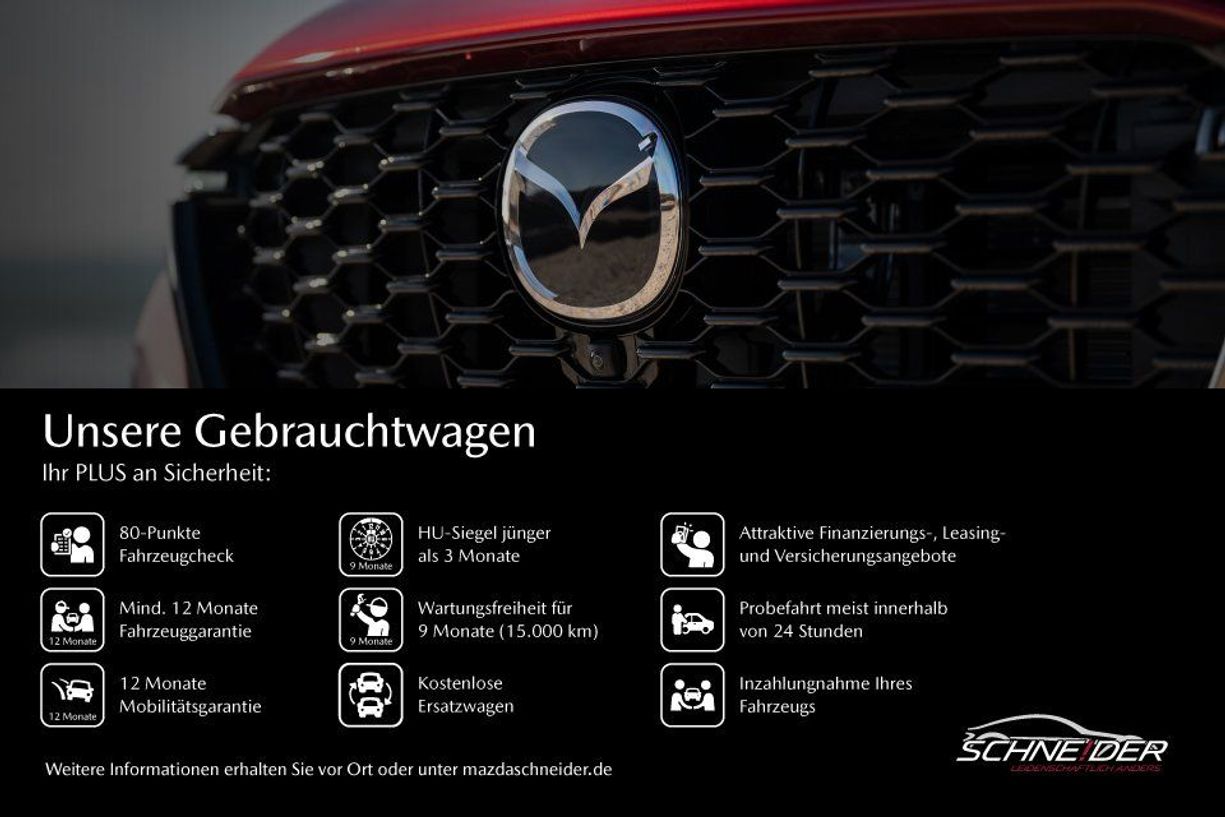 Unsere Gebrauchtwagen
Ihr PLUS an Sicherheit:
80-Punkte
Fahrzeugcheck
12 Monate
Mind. 12 Monate
Fahrzeuggarantie
12 Monate
12 Monate
Mobilitätsgarantie
9 Monate
HU-Siegel jünger
als 3 Monate
9 Monate
Wartungsfreiheit für
9 Monate (15.000 km)
Kostenlose
Ersatzwagen
Attraktive Finanzierungs-, Leasing-
und Versicherungsangebote
Probefahrt meist innerhalb
von 24 Stunden
Inzahlungnahme Ihres
Fahrzeugs
Weitere Informationen erhalten Sie vor Ort oder unter mazdaschneider.de
SCHNE!DER
LEIDENSCHAFTLICH ANDERS